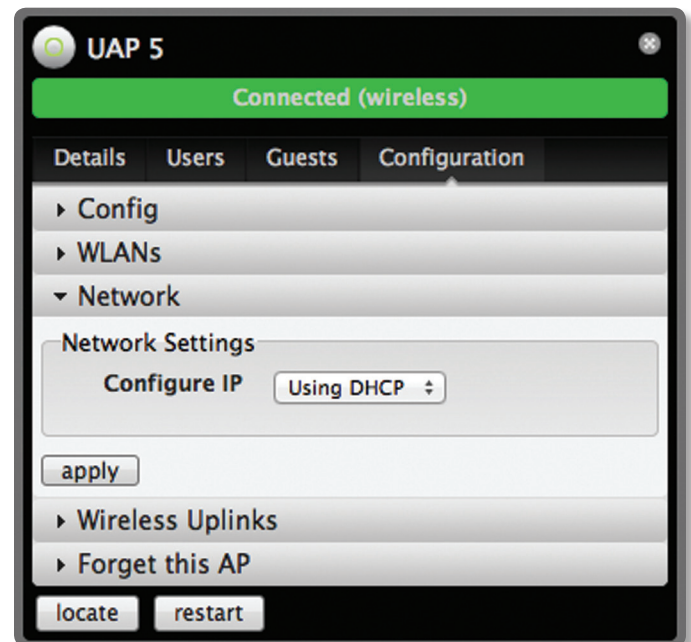 UAP 5
Connected (wireless)
Details Users Guests Configuration
Config
WLANs
Network
Network Settings
Configure IP Using DHCP
apply
Wireless Uplinks
Forget this AP
locate restart